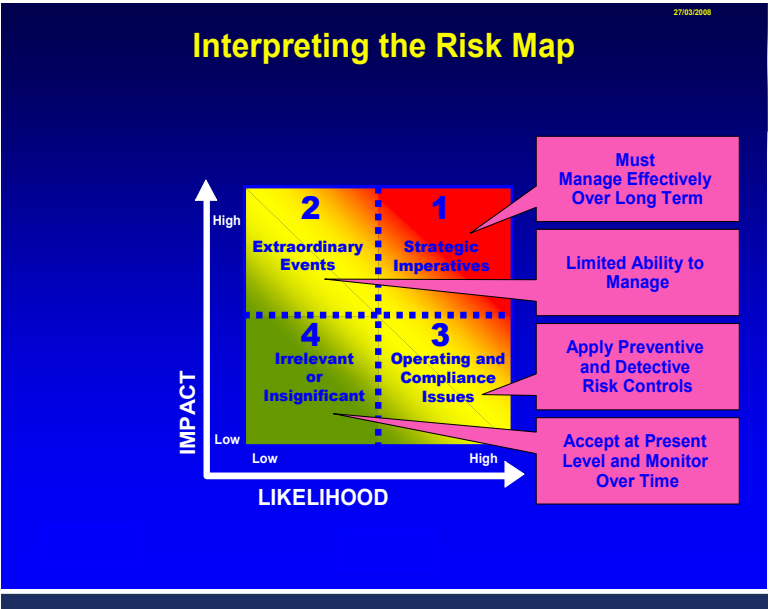 27/03/2008
Interpreting the Risk Map
Must
Manage Effectively
Over Long Term
High
2
Extraordinary
Events
1
Strategic
Imperatives
Limited Ability to
Manage
4
Irrelevant
or
Insignificant
3
Operating and
Compliance
Issues
Apply Preventive
and Detective
Risk Controls
Accept at Present
Level and Monitor
Over Time
IMPACT
Low
Low
High
LIKELIHOOD